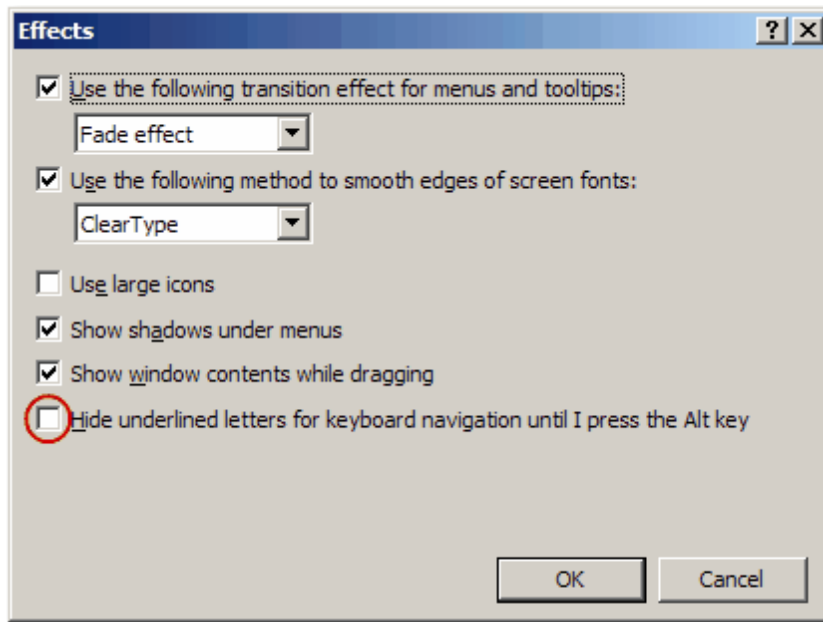 Effects
Use the following transition effect for menus and tooltips:
Fade effect
Use the following method to smooth edges of screen fonts:
ClearType
Use large icons
Show shadows under menus
Show window contents while dragging
Hide underlined letters for keyboard navigation until I press the Alt key
OK Cancel